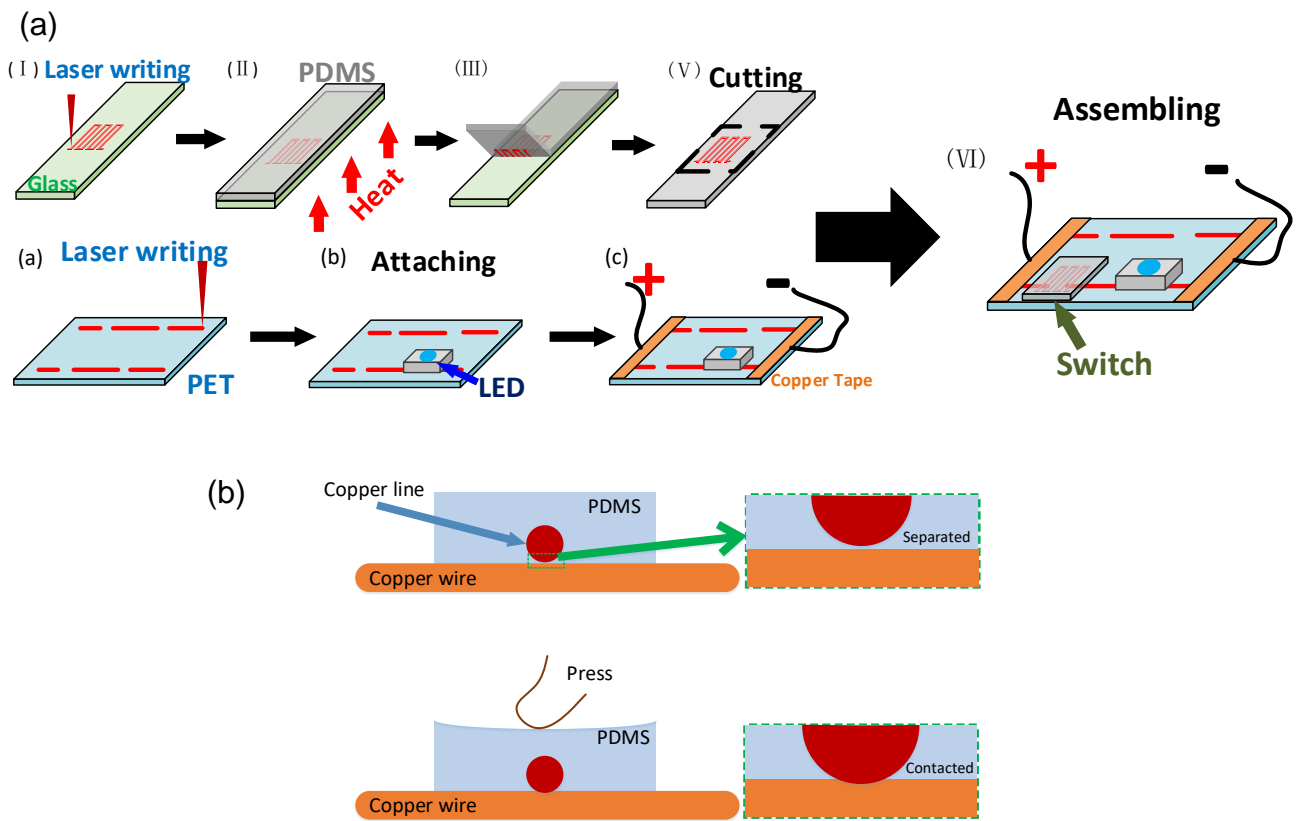 (a)
(Ⅰ) Laser writing
(Ⅱ) PDMS
(Ⅲ)
(Ⅴ) Cutting
Glass
Heat
Assembling
(Ⅵ)
+
-
Switch
(a) Laser writing
PET
(b) Attaching
LED
(c)
+
-
Copper Tape
(b)
Copper line
PDMS
Copper wire
Separated
Press
PDMS
Copper wire
Contacted